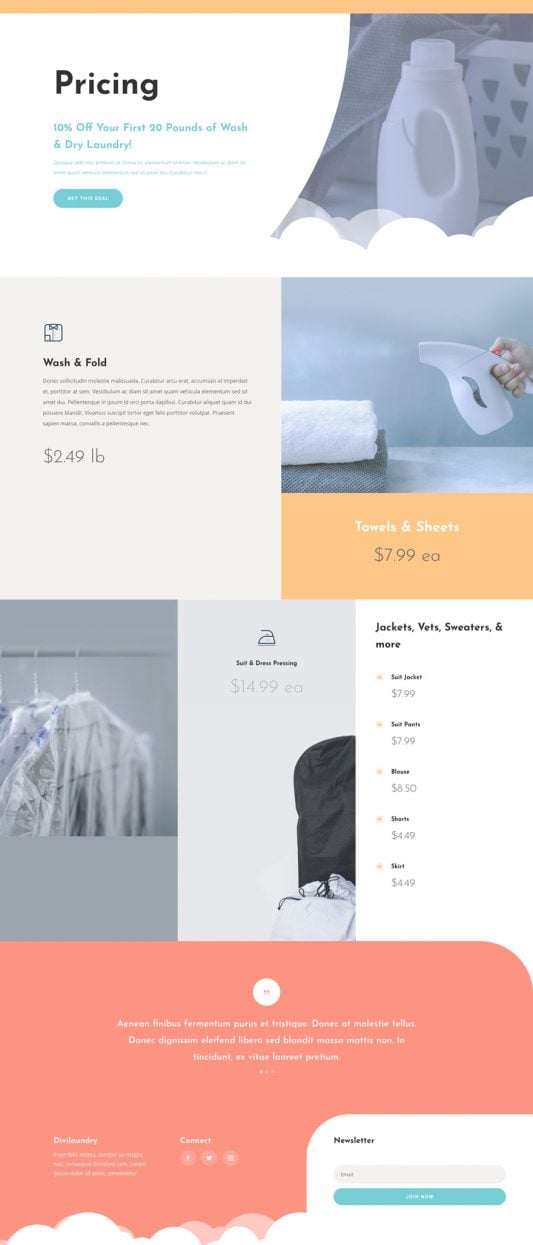 Pricing
10% Off Your First 20 Pounds of Wash
& Dry Laundry!
Quisque velit nisi, pretium ut lacinia in, elementum id enim. Vestibulum ac diam sit
amet quam vehicula elementum sed sit amet dui. Curabitur non
GET THIS DEAL
Wash & Fold
Donec sollicitudin molestie malesuada. Curabitur arcu erat, accumsan id imperdiet
et, porttitor at sem. Vestibulum ac diam sit amet quam vehicula elementum sed sit
amet dui. Pellentesque in ipsum id orci porta dapibus. Curabitur aliquet quam id dui
posuere blandit. Vivamus suscipit tortor eget felis porttitor volutpat. Praesent
sapien massa, convallis a pellentesque nec.
$2.49 lb
Towels & Sheets
$7.99 ea
Suit & Dress Pressing
$14.99 ea
Jackets, Vets, Sweaters, &
more
Suit Jacket
$7.99
Suit Pants
$7.99
Blouse
$8.50
Shorts
$4.49
Skirt
$4.49
Aenean finibus fermentum purus et tristique. Donec at molestie tellus.
Donec dignissim eleifend libero sed blandit massa mattis non. In
tincidunt, ex vitae laoreet pretium.
Divilaundry
Proin felis massa, semper eu magna
non, consequat tincidunt sem. Lorem
ipsum dolor sit amet, consectetur
Connect
Newsletter
Email
JOIN NOW